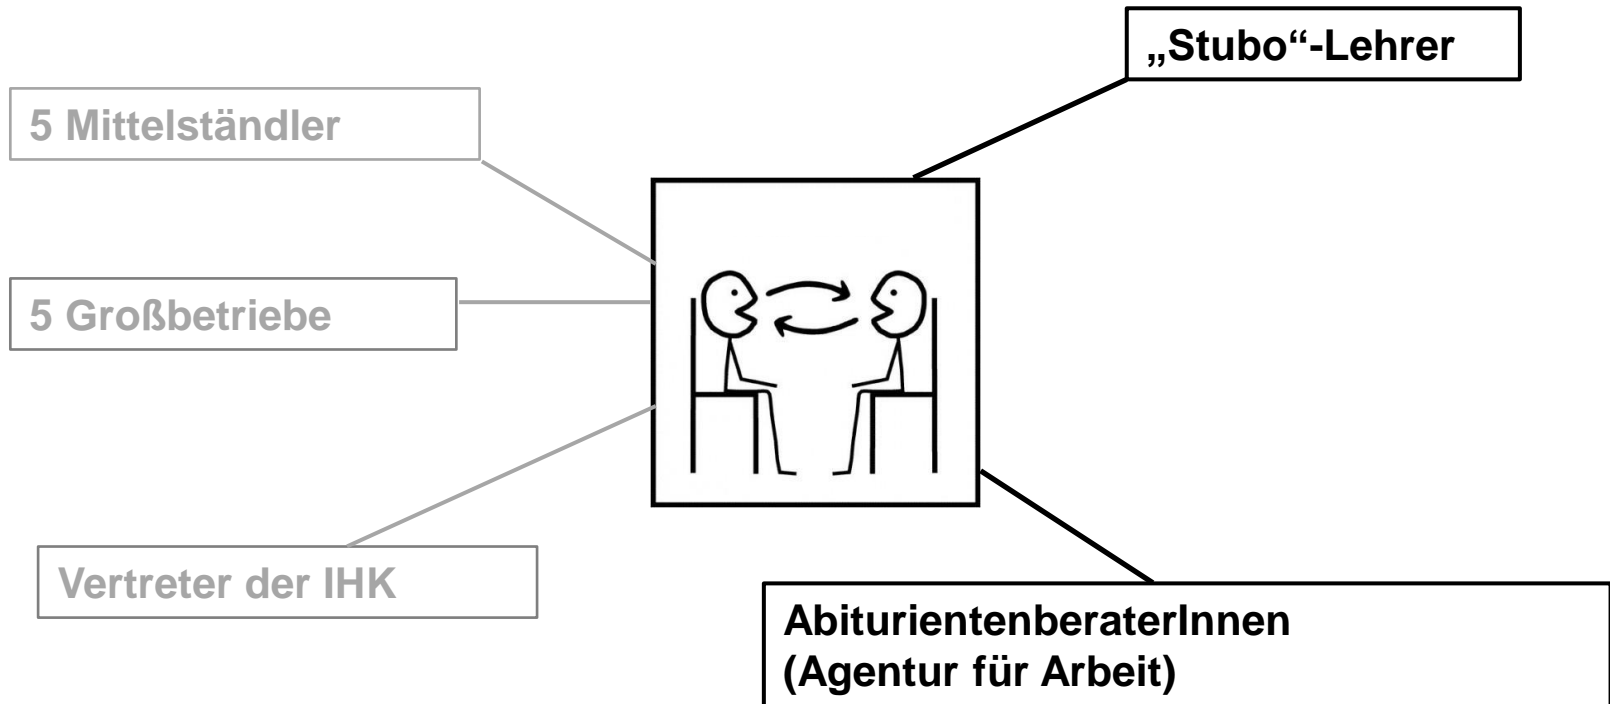 „Stubo“-Lehrer
5 Mittelständler
5 Großbetriebe
Vertreter der IHK
AbiturientenberaterInnen
(Agentur für Arbeit)